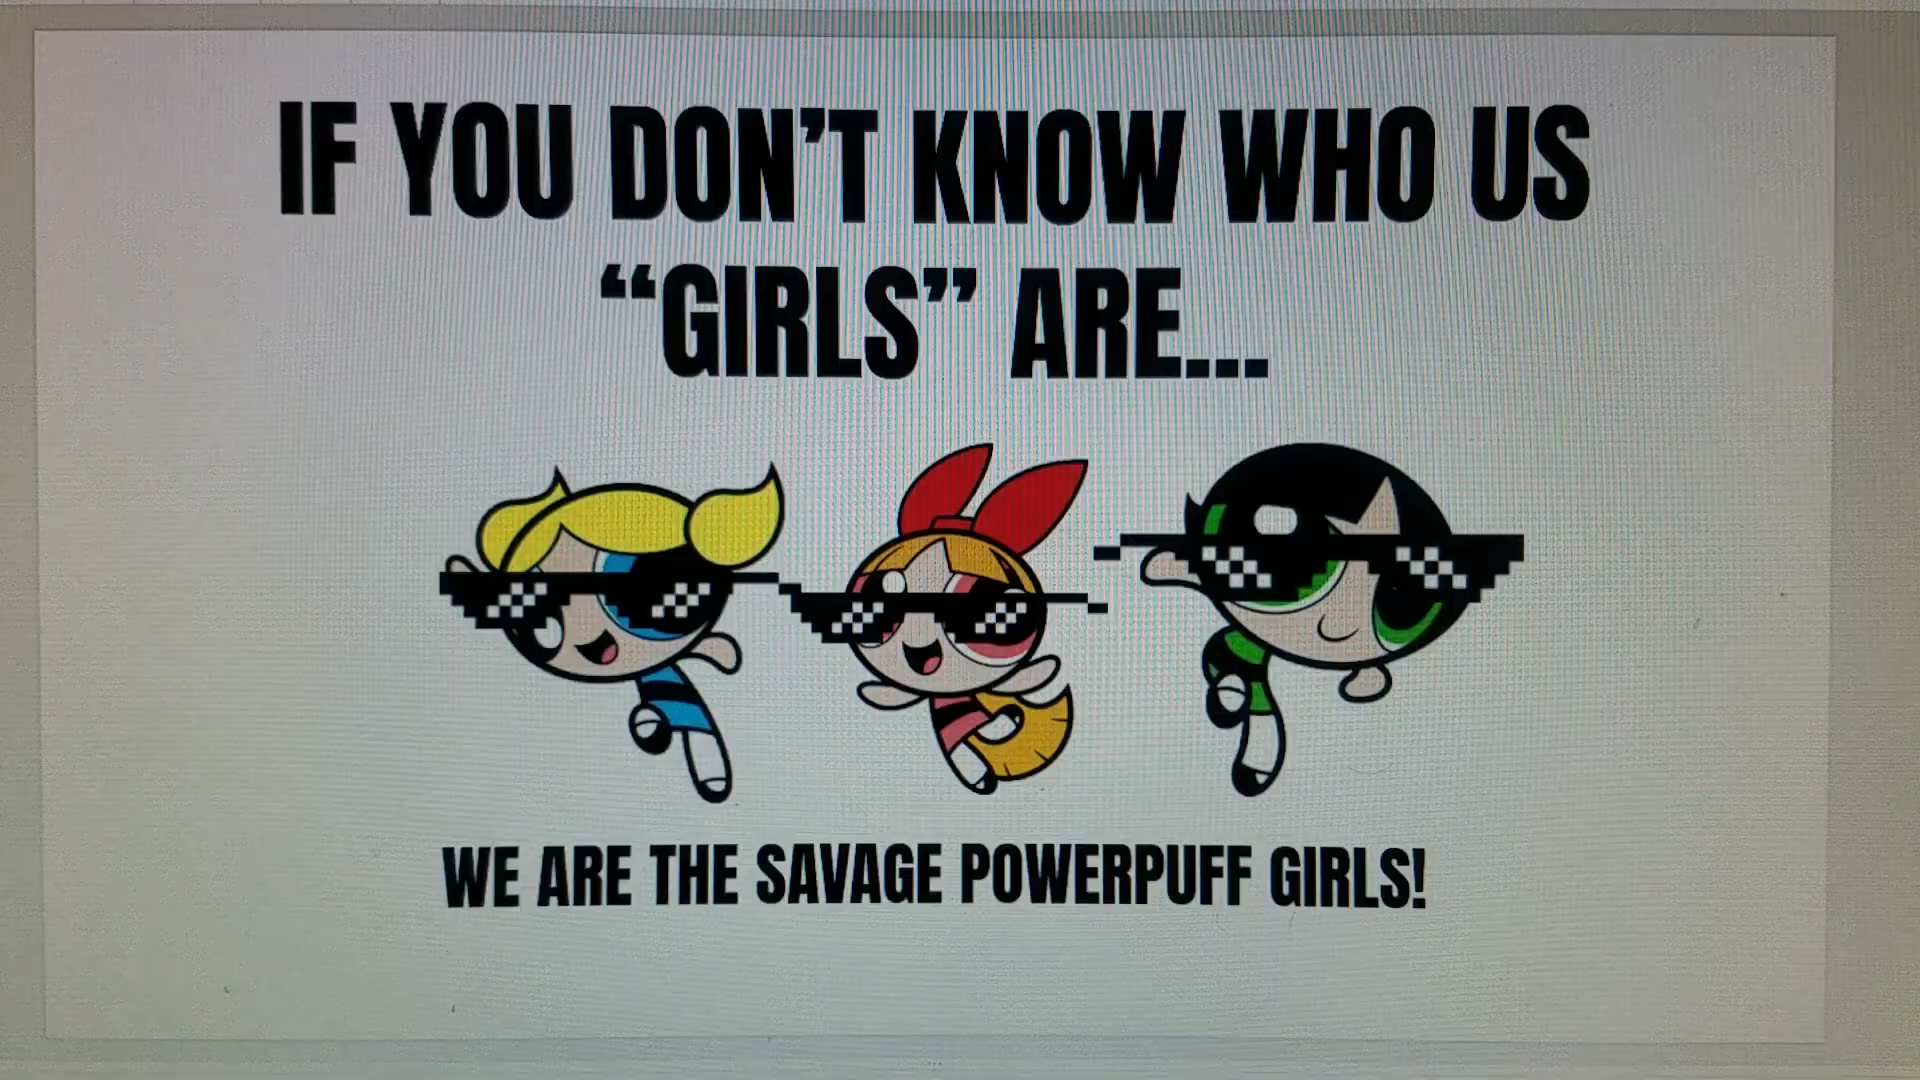 IF YOU DON’T KNOW WHO US
“GIRLS” ARE...
WE ARE THE SAVAGE POWERPUFF GIRLS!